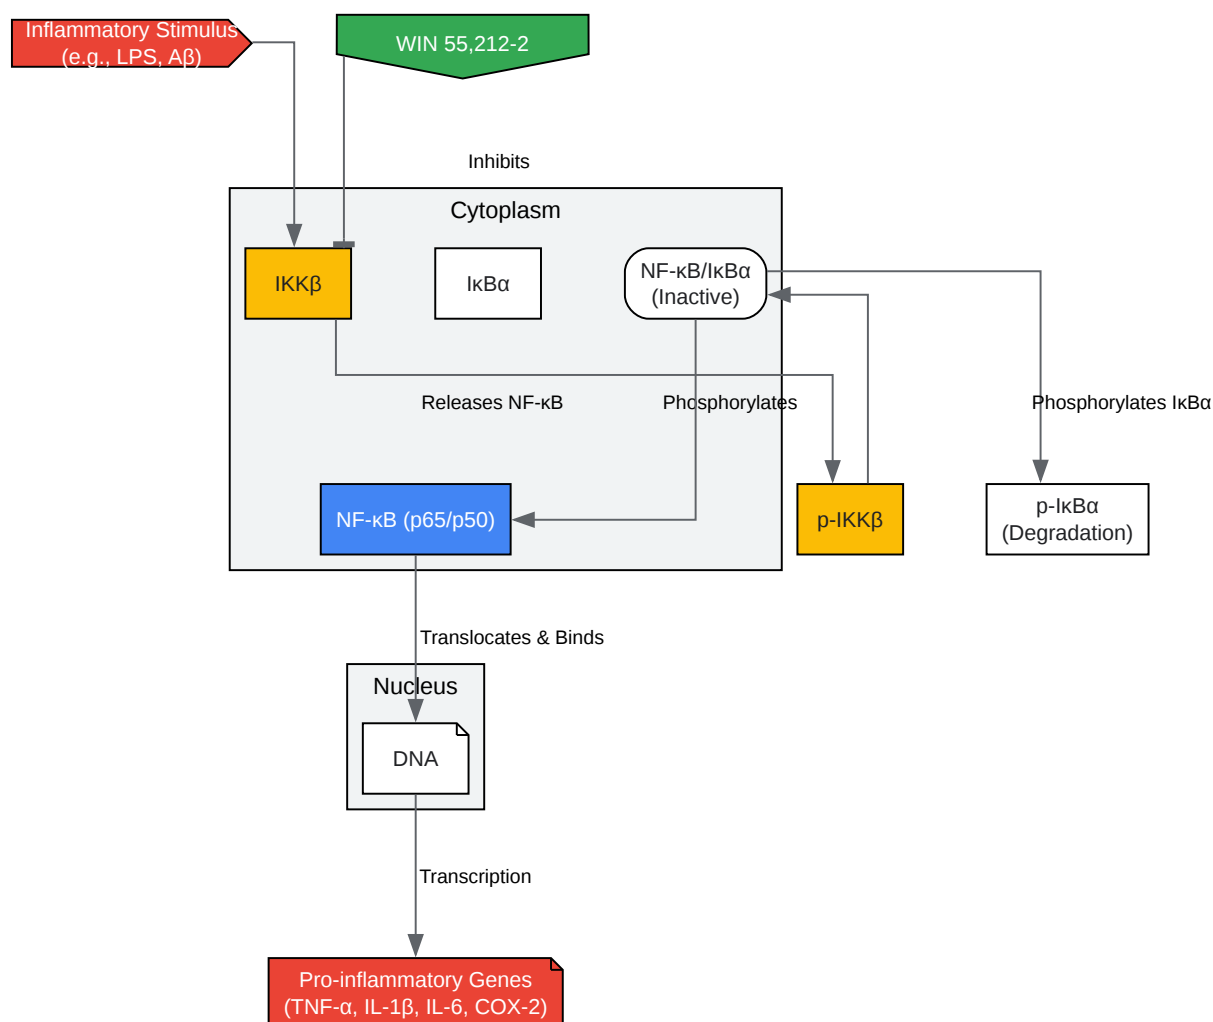 Inflammatory Stimulus
(e.g., LPS, Aβ)
WIN 55,212-2
Inhibits
Cytoplasm
IKKβ
IκBα
NF-κB/IκBα
(Inactive)
Releases NF-κB
Phosphorylates
Phosphorylates IκBα
NF-κB (p65/p50)
p-IKKβ
p-IκBα
(Degradation)
Translocates & Binds
Nucleus
DNA
Transcription
Pro-inflammatory Genes
(TNF-α, IL-1β, IL-6, COX-2)